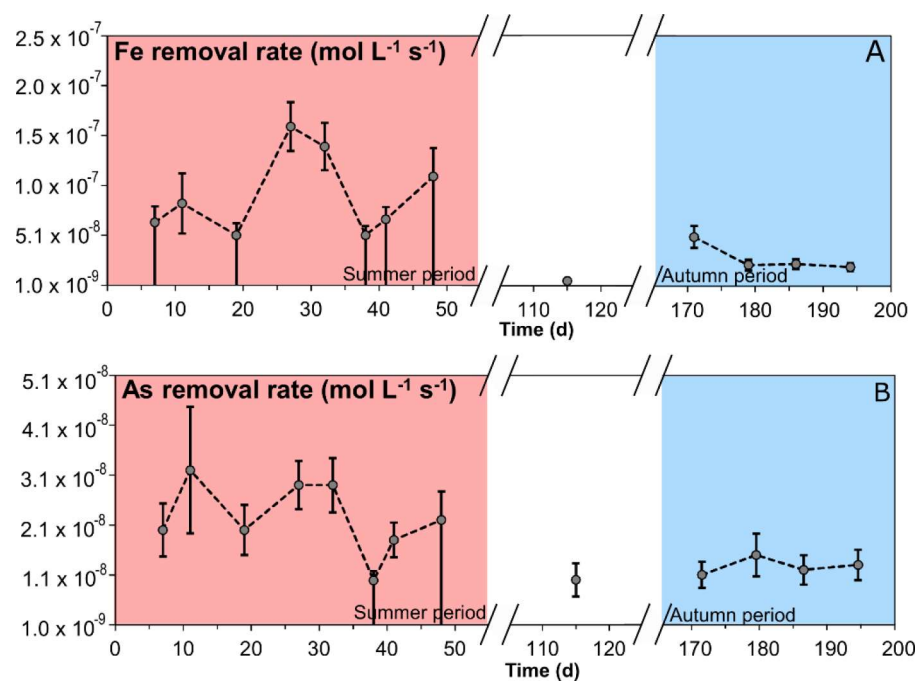 Fe removal rate (mol L⁻¹ s⁻¹)
A
2.5 x 10⁻⁷
2.0 x 10⁻⁷
1.5 x 10⁻⁷
1.0 x 10⁻⁷
5.1 x 10⁻⁸
1.0 x 10⁻⁹
Summer period
Autumn period
0 10 20 30 40 50 110 120 170 180 190 200
Time (d)
As removal rate (mol L⁻¹ s⁻¹)
B
5.1 x 10⁻⁸
4.1 x 10⁻⁸
3.1 x 10⁻⁸
2.1 x 10⁻⁸
1.1 x 10⁻⁸
1.0 x 10⁻⁹
Summer period
Autumn period
0 10 20 30 40 50 110 120 170 180 190 200
Time (d)